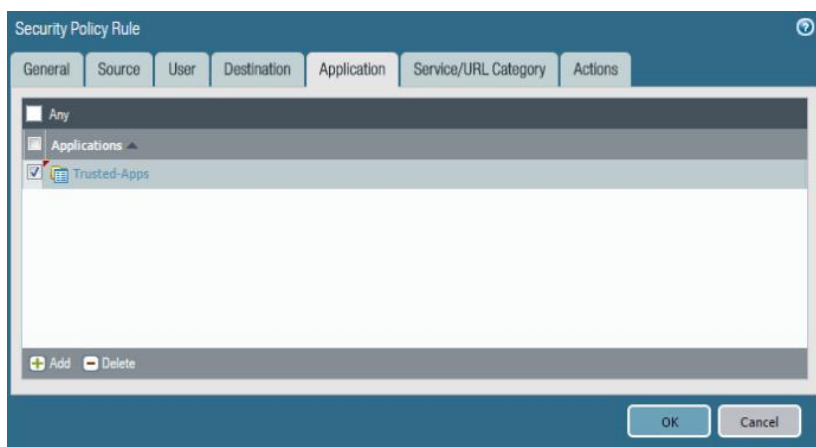 Security Policy Rule
General Source User Destination Application Service/URL Category Actions
Any
Applications
Trusted-Apps
Add Delete
OK Cancel